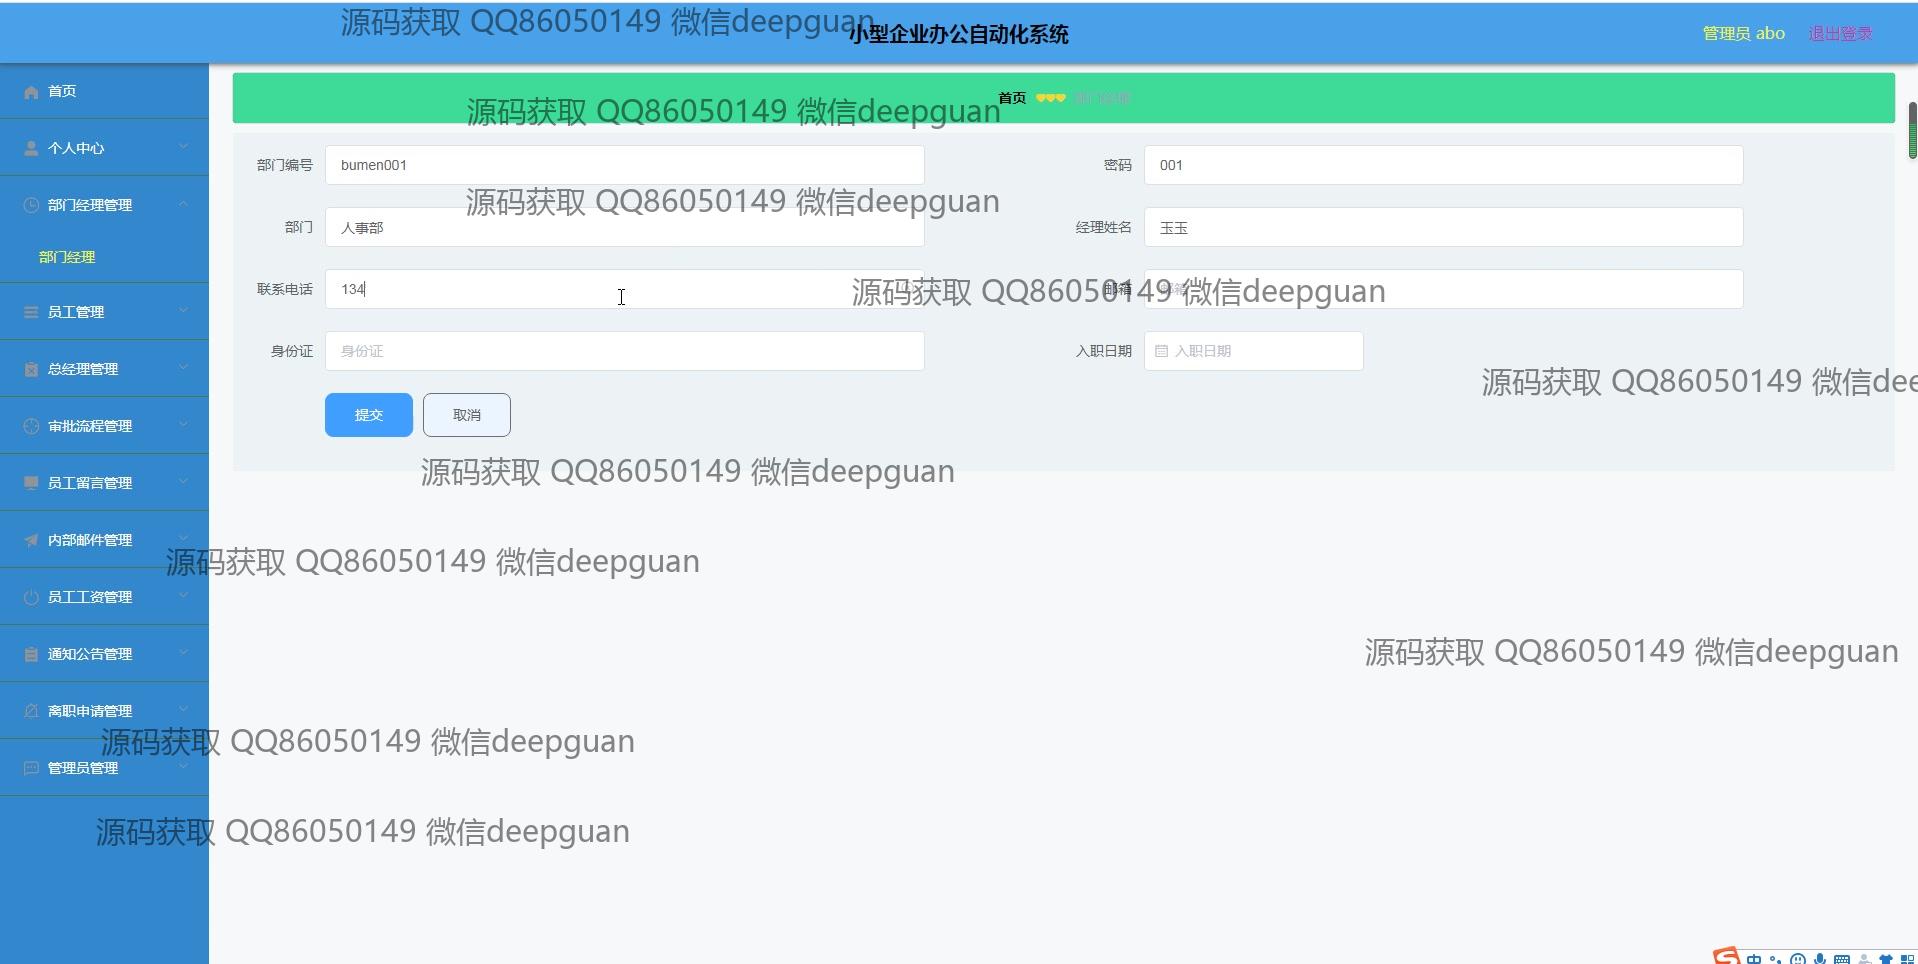 源码获取 QQ86050149 微信deepguan
小型企业办公自动化系统
管理员 abo
退出登录
首页
个人中心
部门经理管理
部门经理
员工管理
总经理管理
审批流程管理
员工留言管理
内部邮件管理
员工工资管理
通知公告管理
离职申请管理
管理员管理
首页 部门经理
源码获取 QQ86050149 微信deepguan
部门编号 bumen001
密码 001
源码获取 QQ86050149 微信deepguan
部门 人事部
经理姓名 玉玉
联系电话 134
邮箱 邮箱
源码获取 QQ86050149 微信deepguan
身份证 身份证
入职日期 入职日期
源码获取 QQ86050149 微信dee
提交 取消
源码获取 QQ86050149 微信deepguan
源码获取 QQ86050149 微信deepguan
源码获取 QQ86050149 微信deepguan
源码获取 QQ86050149 微信deepguan
源码获取 QQ86050149 微信deepguan
中